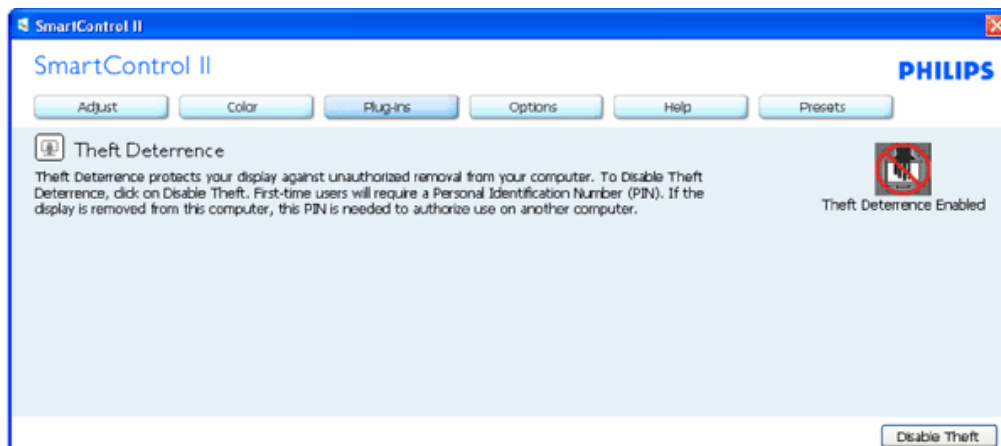 SmartControl II
SmartControl II
PHILIPS
Adjust
Color
Plug-Ins
Options
Help
Presets
Theft Deterrence
Theft Deterrence protects your display against unauthorized removal from your computer. To Disable Theft
Deterrence, click on Disable Theft. First-time users will require a Personal Identification Number (PIN). If the
display is removed from this computer, this PIN is needed to authorize use on another computer.
Theft Deterrence Enabled
Disable Theft